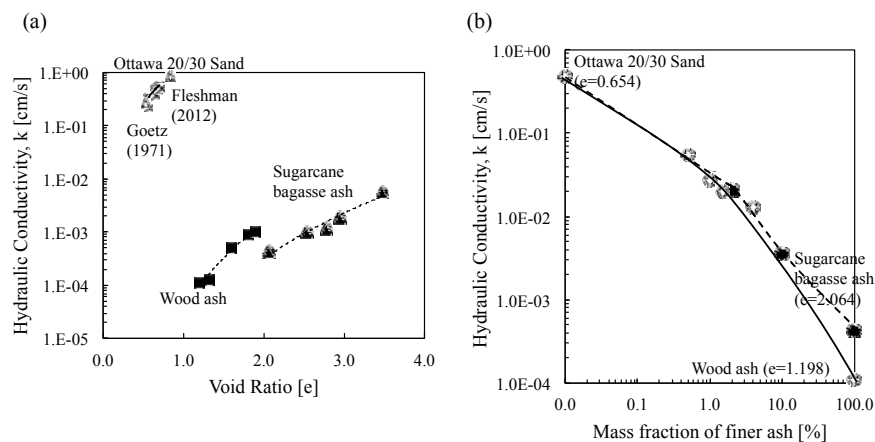 (a)
Hydraulic Conductivity, k [cm/s]
1.E+00
1.E-01
1.E-02
1.E-03
1.E-04
1.E-05
Ottawa 20/30 Sand
Fleshman
(2012)
Goetz
(1971)
Sugarcane
bagasse ash
Wood ash
0.0
1.0
2.0
3.0
4.0
Void Ratio [e]
(b)
Hydraulic Conductivity, k [cm/s]
1.0E+00
1.0E-01
1.0E-02
1.0E-03
1.0E-04
Ottawa 20/30 Sand
(e=0.654)
Sugarcane
bagasse ash
(e=2.064)
Wood ash (e=1.198)
0.0
1.0
10.0
100.0
Mass fraction of finer ash [%]